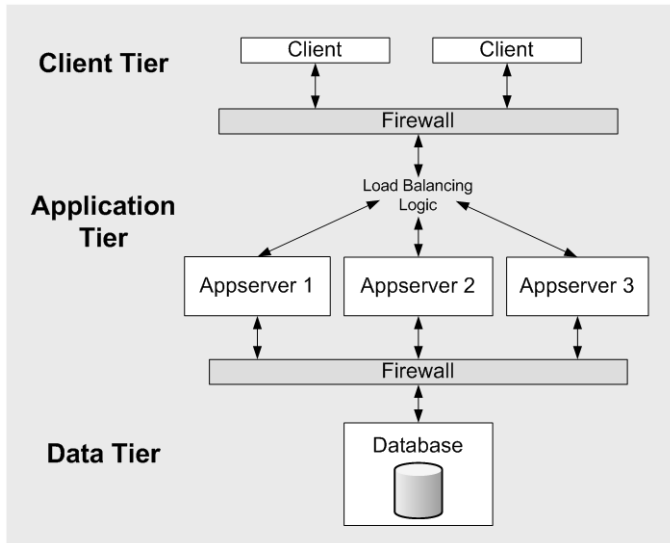 Client Tier
Client
Client
Firewall
Load Balancing
Logic
Application
Tier
Appserver 1
Appserver 2
Appserver 3
Firewall
Data Tier
Database